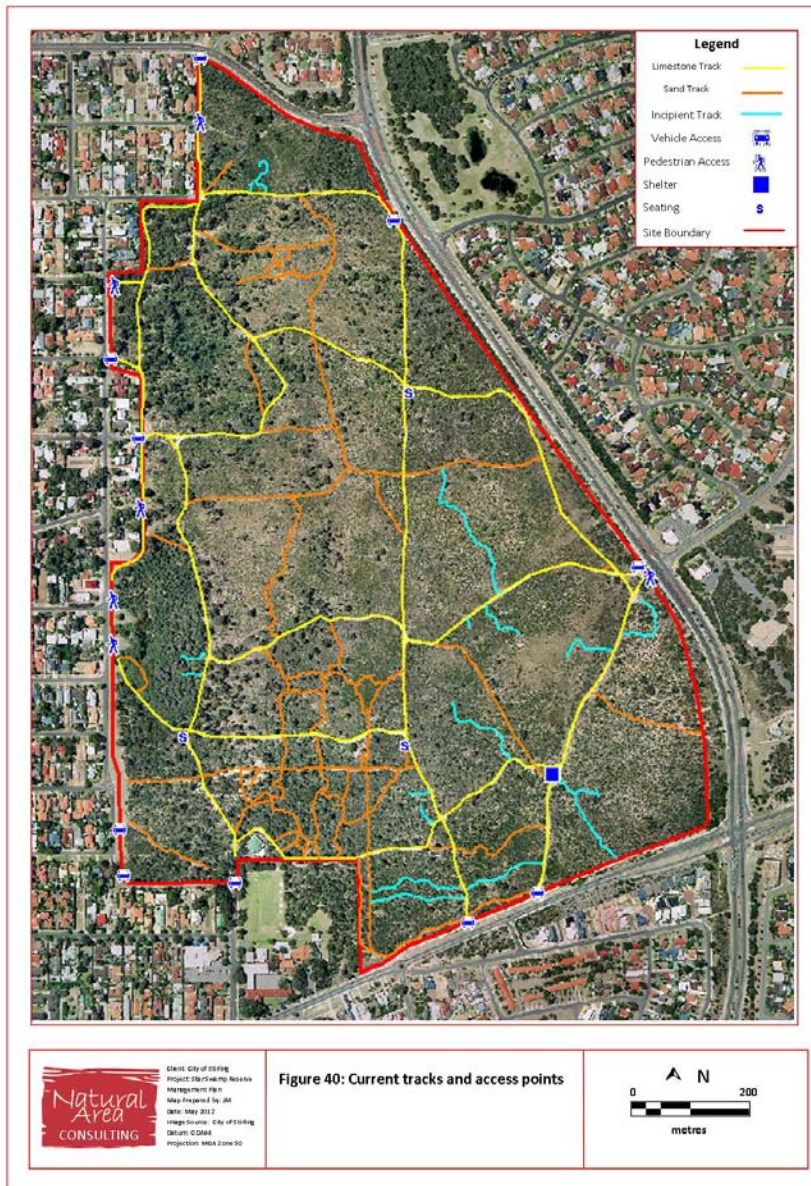 Legend
Limestone Track
Sand Track
Incipient Track
Vehicle Access
Pedestrian Access
Shelter
Seating S
Site Boundary
S
S
S
Natural
Area
CONSULTING
Client: City of Stirling
Project: Star Swamp Reserve
Management Plan
Map Prepared by: JM
Date: May 2012
Image Source: City of Stirling
Datum: GDA94
Projection: MGA Zone 50
Figure 40: Current tracks and access points
N
0 200
metres